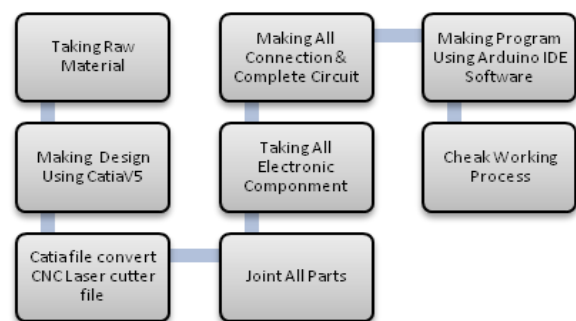 Taking Raw
Material
Making Design
Using CatiaV5
Catia file convert
CNC Laser cutter
file
Joint All Parts
Taking All
Electronic
Componment
Making All
Connection &
Complete Circuit
Making Program
Using Arduino IDE
Software
Cheak Working
Process